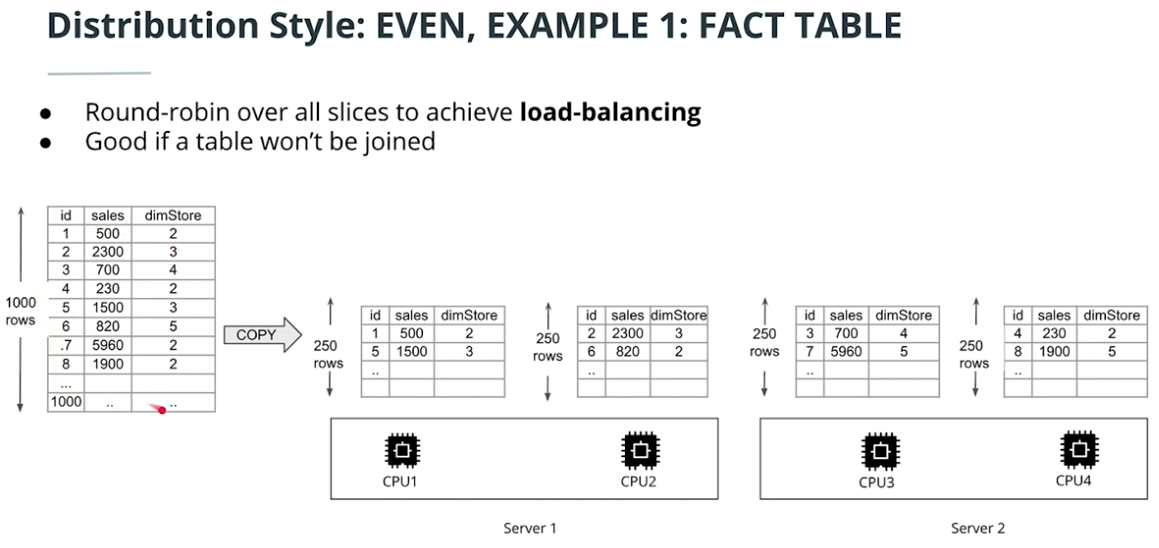 Distribution Style: EVEN, EXAMPLE 1: FACT TABLE
● Round-robin over all slices to achieve load-balancing
● Good if a table won’t be joined
1000
rows
id sales dimStore
1 500 2
2 2300 3
3 700 4
4 230 2
5 1500 3
6 820 5
.7 5960 2
8 1900 2
...
1000 .. ..
COPY
250
rows
id sales dimStore
1 500 2
5 1500 3
..
250
rows
id sales dimStore
2 2300 3
6 820 2
..
250
rows
id sales dimStore
3 700 4
7 5960 5
..
250
rows
id sales dimStore
4 230 2
8 1900 5
..
CPU1
CPU2
CPU3
CPU4
Server 1
Server 2